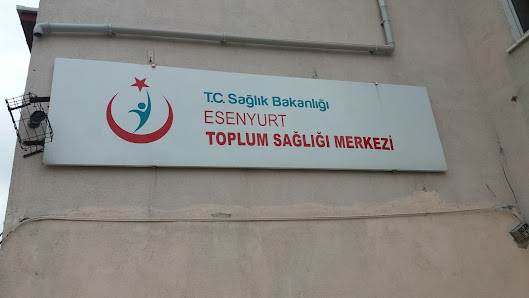 T.C. Sağlık Bakanlığı
ESENYURT
TOPLUM SAĞLIĞI MERKEZİ